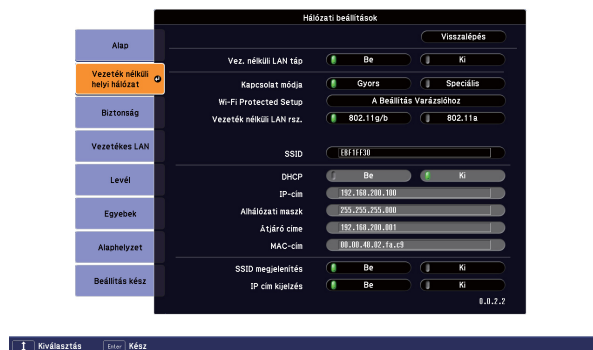 Hálózati beállítások
Visszalépés
Alap
Vezeték nélküli
helyi hálózat
Biztonság
Vezetékes LAN
Levél
Egyebek
Alaphelyzet
Beállítás kész
Vez. nélküli LAN táp Be Ki
Kapcsolat módja Gyors Speciális
Wi-Fi Protected Setup A Beállítás Varázslóhoz
Vezeték nélküli LAN rsz. 802.11g/b 802.11a
SSID EBF1FF30
DHCP Be Ki
IP-cím 192.168.200.100
Alhálózati maszk 255.255.255.000
Átjáró címe 192.168.200.001
MAC-cím 00.00.48.82.fa.c9
SSID megjelenítés Be Ki
IP cím kijelzés Be Ki
0.0.2.2
Kiválasztás Enter Kész